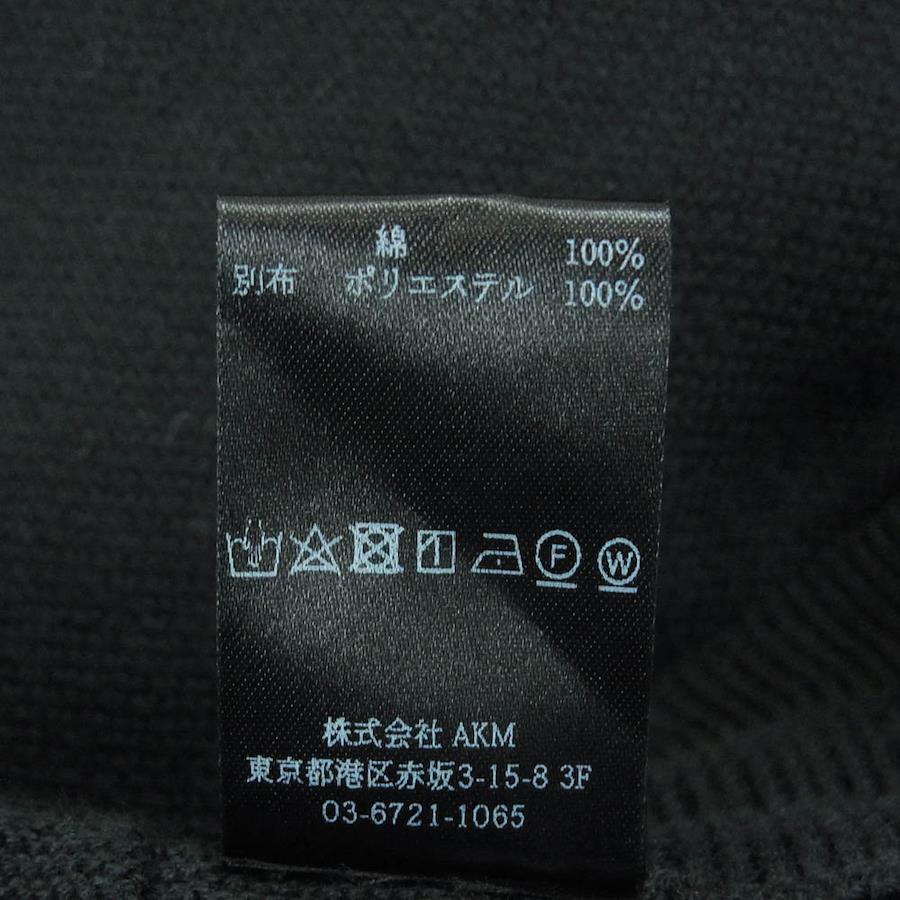 綿 100%
別布 ポリエステル 100%
F W
株式会社 AKM
東京都港区赤坂3-15-8 3F
03-6721-1065